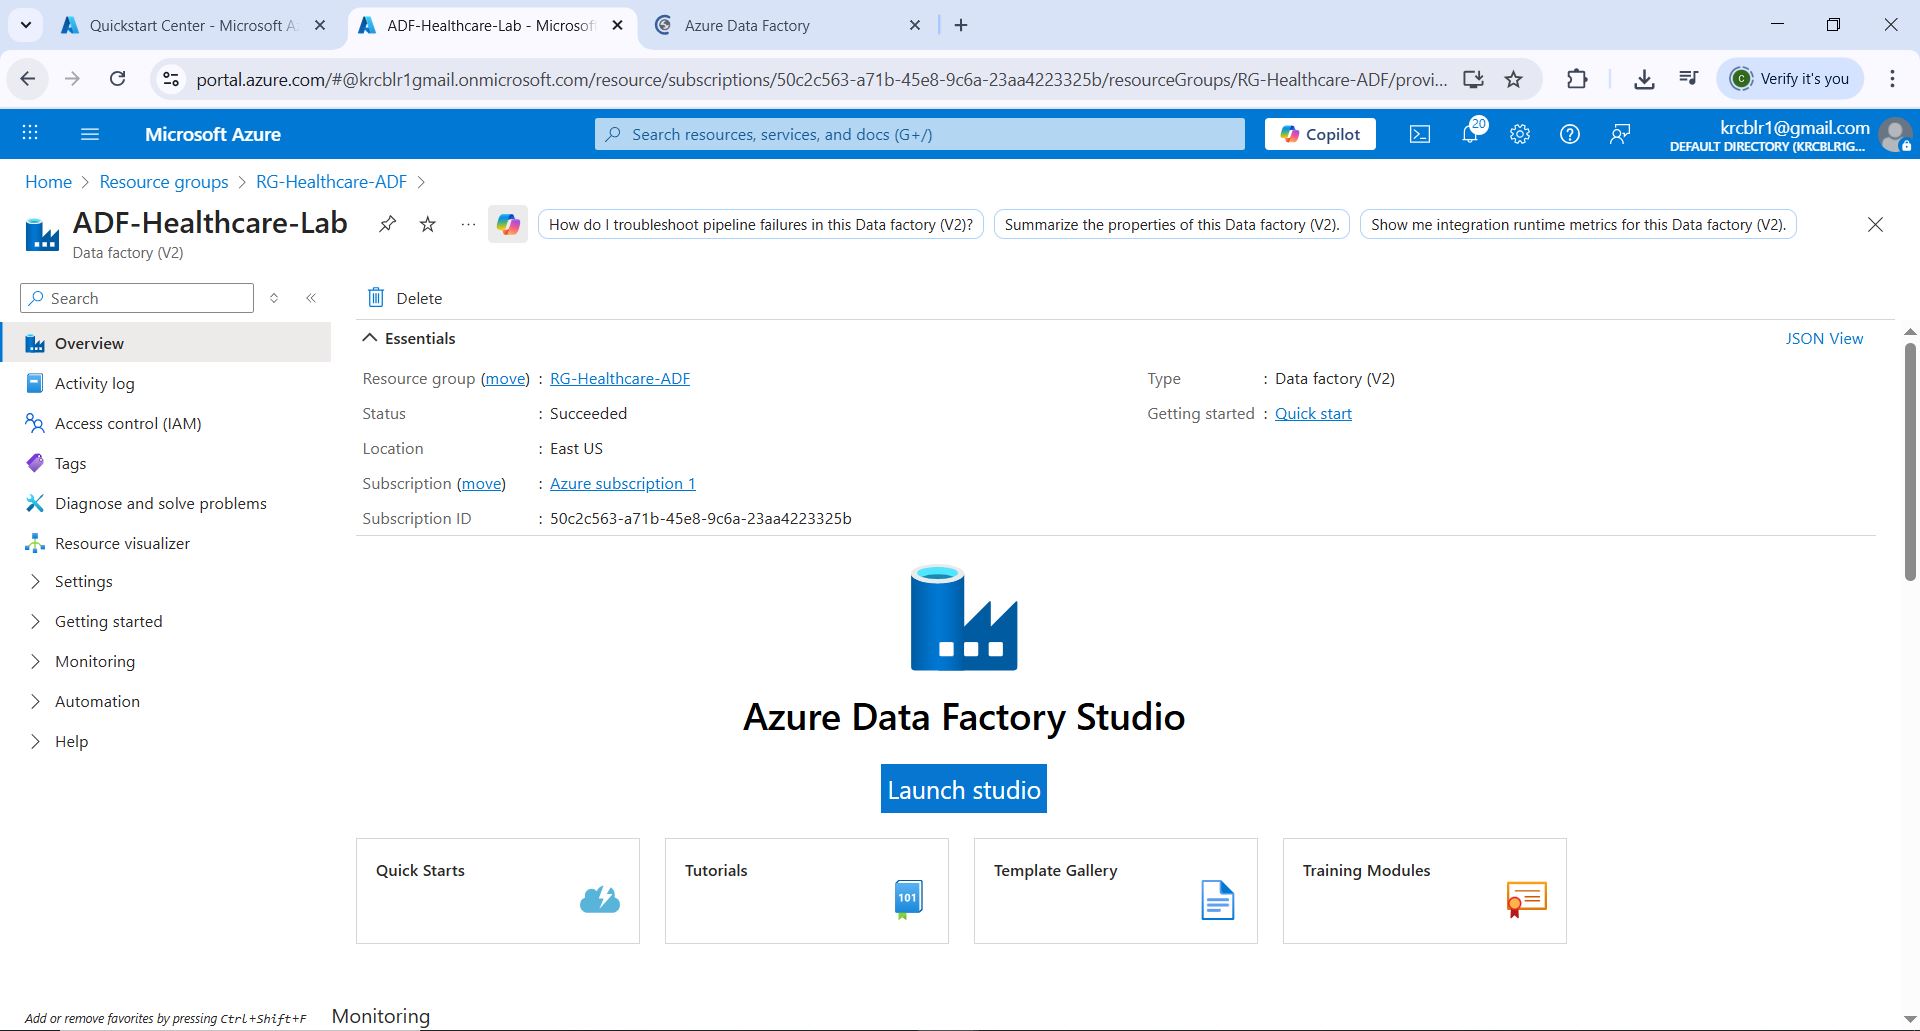 Quickstart Center - Microsoft A
ADF-Healthcare-Lab - Microsof
Azure Data Factory
portal.azure.com/#@krcblr1gmail.onmicrosoft.com/resource/subscriptions/50c2c563-a71b-45e8-9c6a-23aa4223325b/resourceGroups/RG-Healthcare-ADF/provi...
C
Verify it's you
Microsoft Azure
Search resources, services, and docs (G+/)
Copilot
20
krcblr1@gmail.com
DEFAULT DIRECTORY (KRCBLR1G...
Home > Resource groups > RG-Healthcare-ADF >
ADF-Healthcare-Lab
...
Data factory (V2)
How do I troubleshoot pipeline failures in this Data factory (V2)?
Summarize the properties of this Data factory (V2).
Show me integration runtime metrics for this Data factory (V2).
Search
Delete
Overview
Activity log
Access control (IAM)
Tags
Diagnose and solve problems
Resource visualizer
Settings
Getting started
Monitoring
Automation
Help
Essentials
JSON View
Resource group (move) : RG-Healthcare-ADF
Status : Succeeded
Location : East US
Subscription (move) : Azure subscription 1
Subscription ID : 50c2c563-a71b-45e8-9c6a-23aa4223325b
Type : Data factory (V2)
Getting started : Quick start
Azure Data Factory Studio
Launch studio
Quick Starts
Tutorials
101
Template Gallery
Training Modules
Add or remove favorites by pressing Ctrl+Shift+F
Monitoring